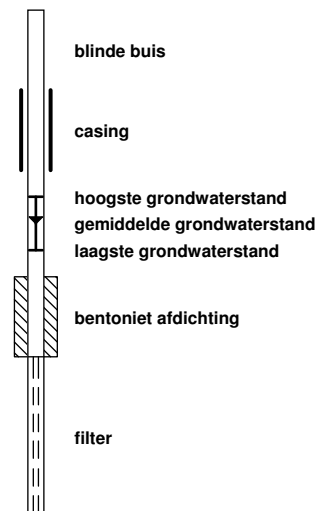 blinde buis
casing
hoogste grondwaterstand
gemiddelde grondwaterstand
laagste grondwaterstand
bentoniet afdichting
filter